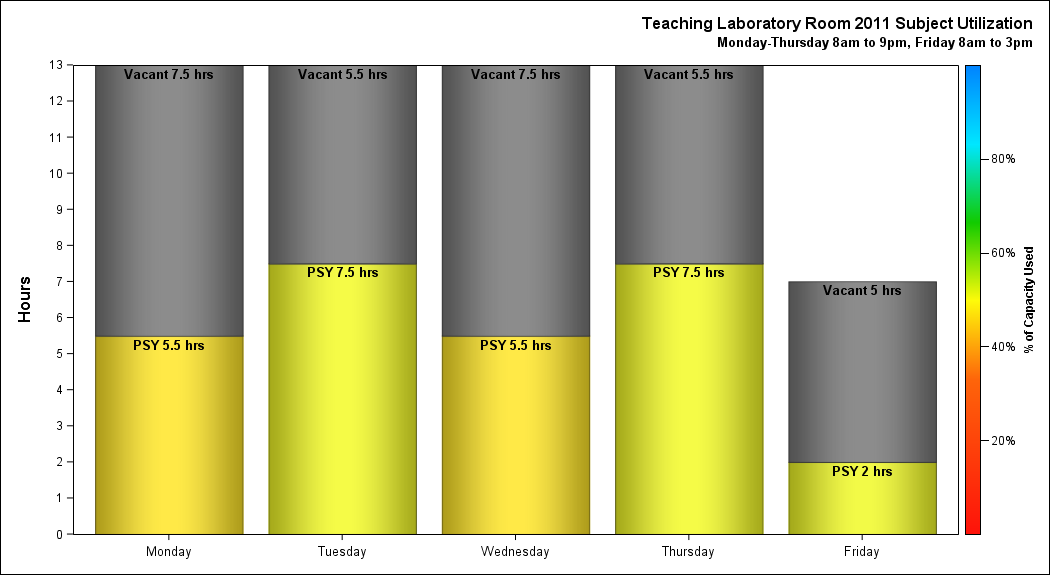 Teaching Laboratory Room 2011 Subject Utilization
Monday-Thursday 8am to 9pm, Friday 8am to 3pm
Hours
13
12
11
10
9
8
7
6
5
4
3
2
1
0
Vacant 7.5 hrs
PSY 5.5 hrs
Vacant 5.5 hrs
PSY 7.5 hrs
Vacant 7.5 hrs
PSY 5.5 hrs
Vacant 5.5 hrs
PSY 7.5 hrs
Vacant 5 hrs
PSY 2 hrs
Monday
Tuesday
Wednesday
Thursday
Friday
80%
60%
40%
20%
% of Capacity Used